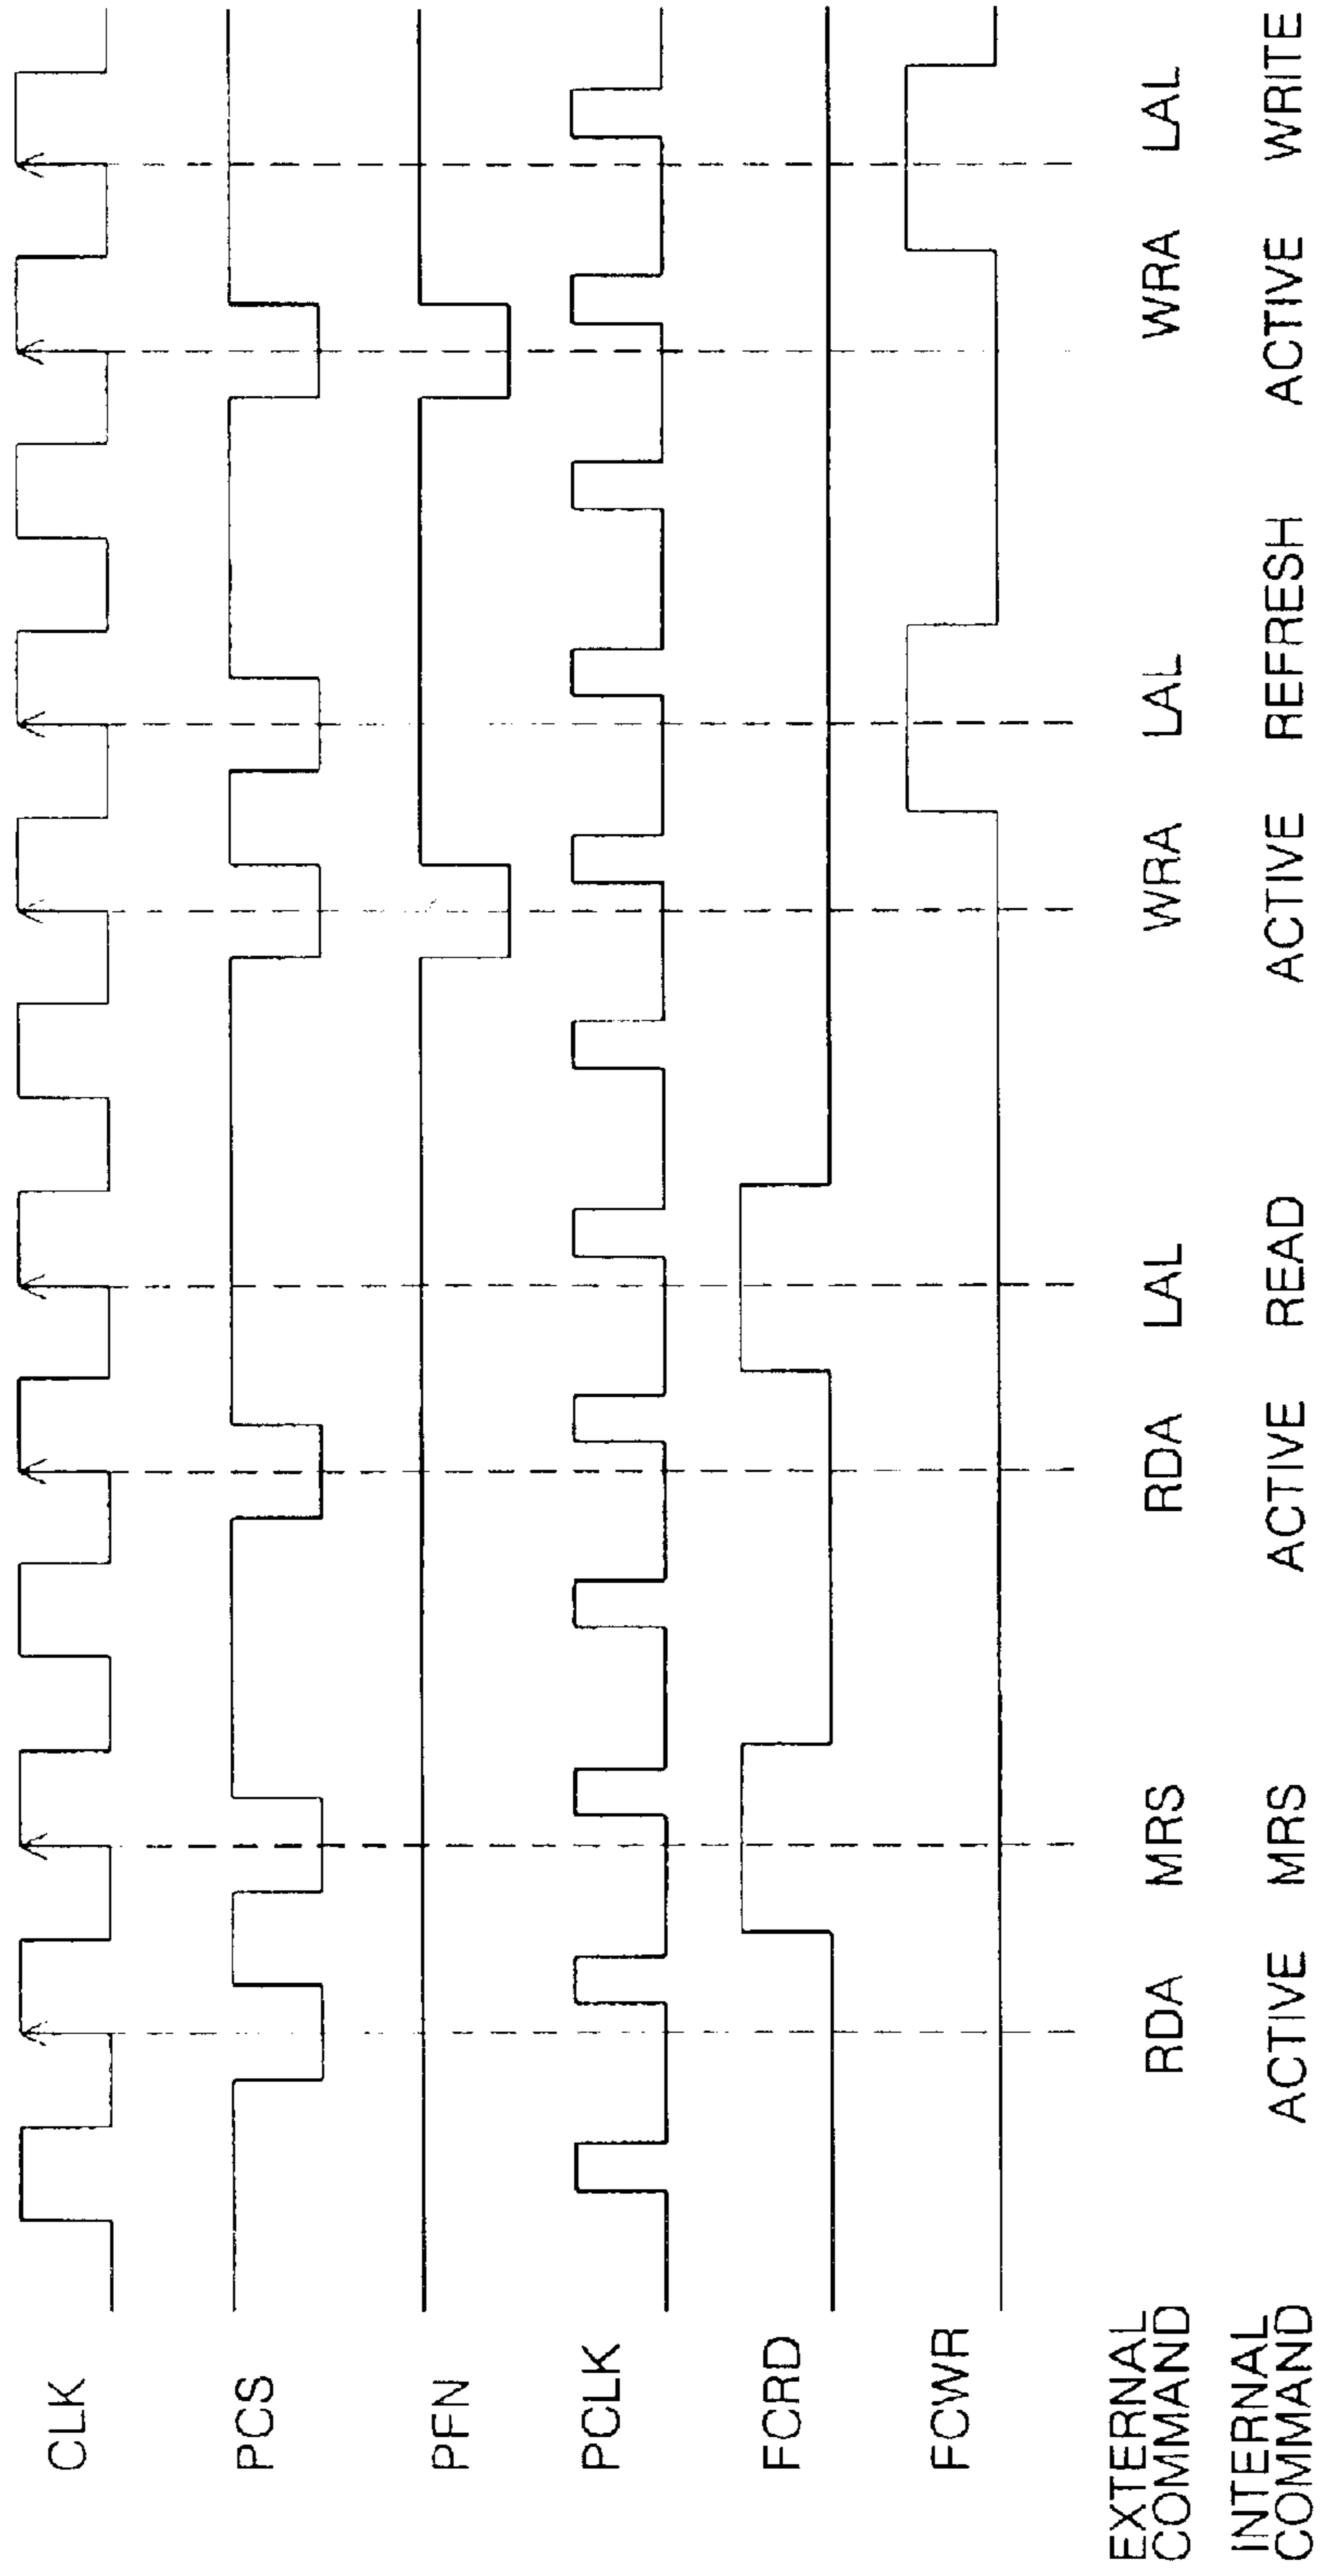 CLK
PCS
PFN
PCLK
FCRD
FCWR
EXTERNAL
COMMAND RDA MRS RDA LAL WRA LAL WRA LAL
INTERNAL
COMMAND ACTIVE MRS ACTIVE READ ACTIVE REFRESH ACTIVE WRITE